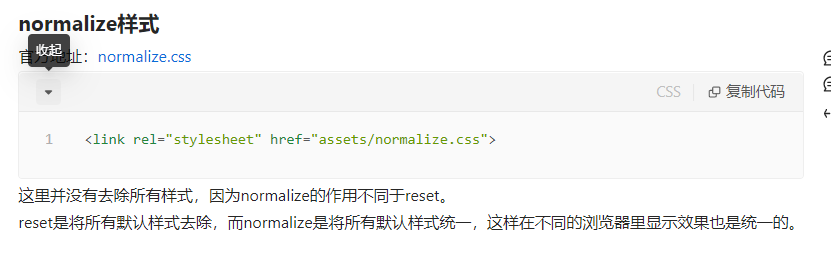 normalize样式
收起
官方地址：normalize.css
CSS 复制代码
1 <link rel="stylesheet" href="assets/normalize.css">
这里并没有去除所有样式，因为normalize的作用不同于reset。
reset是将所有默认样式去除，而normalize是将所有默认样式统一，这样在不同的浏览器里显示效果也是统一的。